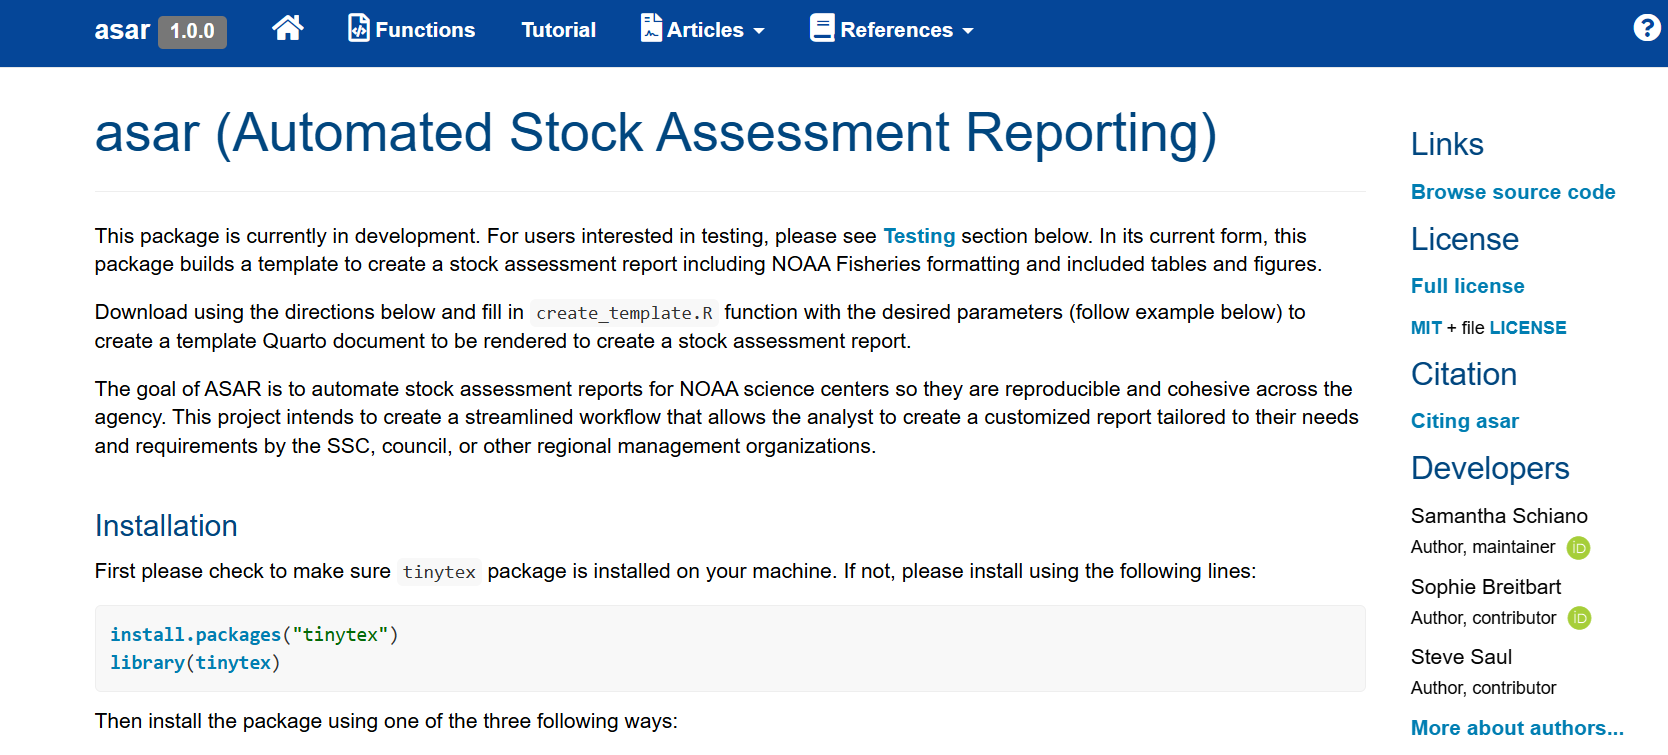 asar 1.0.0 Functions Tutorial Articles References
asar (Automated Stock Assessment Reporting)
This package is currently in development. For users interested in testing, please see Testing section below. In its current form, this
package builds a template to create a stock assessment report including NOAA Fisheries formatting and included tables and figures.
Download using the directions below and fill in create_template.R function with the desired parameters (follow example below) to
create a template Quarto document to be rendered to create a stock assessment report.
The goal of ASAR is to automate stock assessment reports for NOAA science centers so they are reproducible and cohesive across the
agency. This project intends to create a streamlined workflow that allows the analyst to create a customized report tailored to their needs
and requirements by the SSC, council, or other regional management organizations.
Installation
First please check to make sure tinytex package is installed on your machine. If not, please install using the following lines:
install.packages("tinytex")
library(tinytex)
Then install the package using one of the three following ways:
Links
Browse source code
License
Full license
MIT + file LICENSE
Citation
Citing asar
Developers
Samantha Schiano
Author, maintainer iD
Sophie Breitbart
Author, contributor iD
Steve Saul
Author, contributor
More about authors...